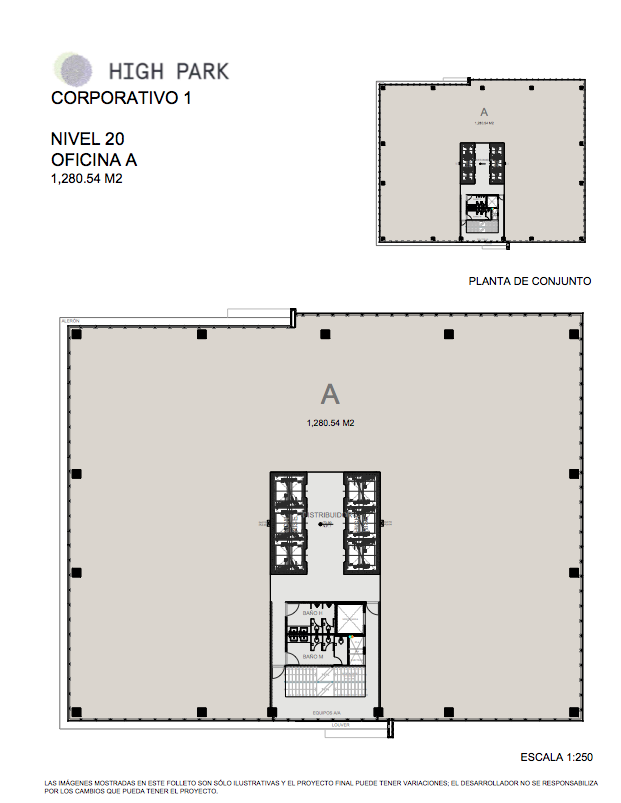 HIGH PARK
CORPORATIVO 1
NIVEL 20
OFICINA A
1,280.54 M2
A
1,280.54 M2
PLANTA DE CONJUNTO
ALERÓN
A
1,280.54 M2
BAÑO H
BAÑO M
EQUIPOS A/A
LOUVER
ESCALA 1:250
LAS IMÁGENES MOSTRADAS EN ESTE FOLLETO SON SÓLO ILUSTRATIVAS Y EL PROYECTO FINAL PUEDE TENER VARIACIONES; EL DESARROLLADOR NO SE RESPONSABILIZA
POR LOS CAMBIOS QUE PUEDA TENER EL PROYECTO.